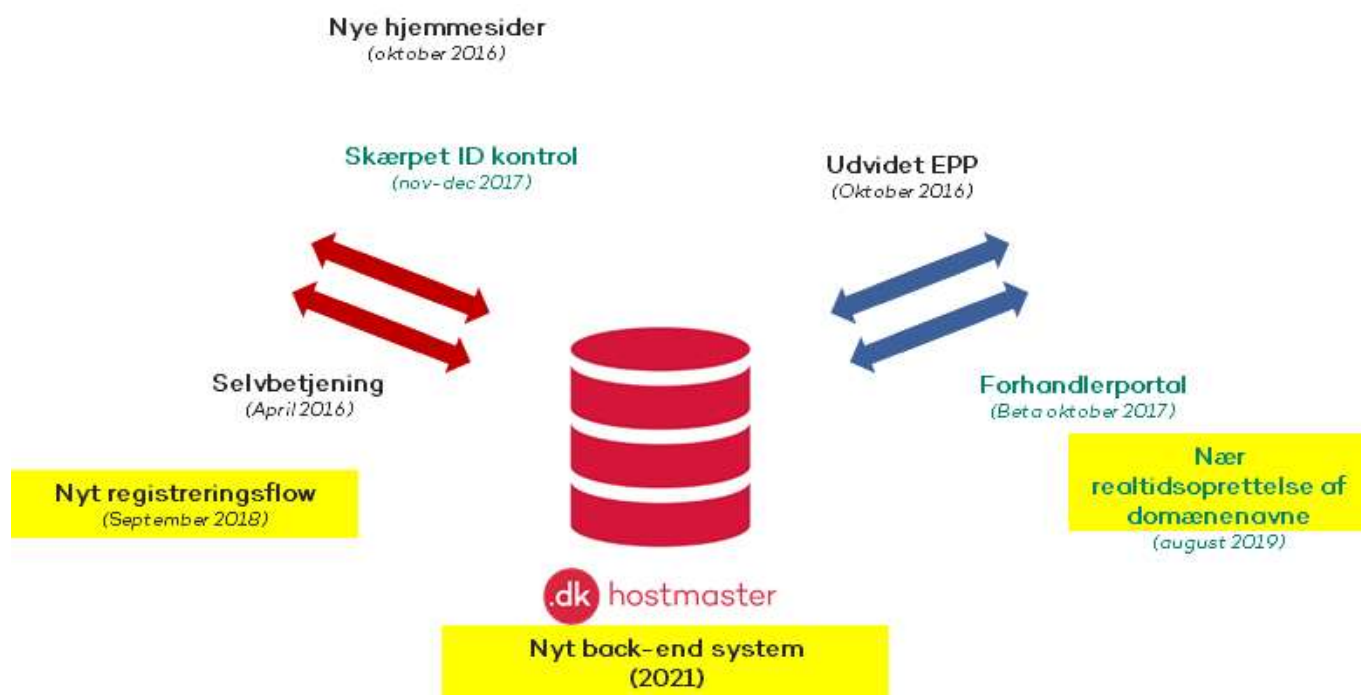 Nye hjemmesider
(oktober 2016)
Skærpet ID kontrol
(nov-dec 2017)
Udvidet EPP
(Oktober 2016)
Selvbetjening
(April 2016)
Forhandlerportal
(Beta oktober 2017)
Nyt registreringsflow
(September 2018)
Nær
realtidsoprettelse af
domænenavne
(august 2019)
.dk hostmaster
Nyt back-end system
(2021)